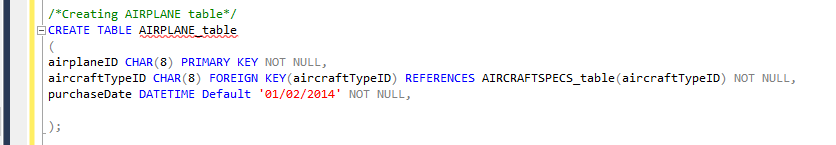 /*Creating AIRPLANE table*/
CREATE TABLE AIRPLANE_table
(
airplaneID CHAR(8) PRIMARY KEY NOT NULL,
aircraftTypeID CHAR(8) FOREIGN KEY(aircraftTypeID) REFERENCES AIRCRAFTSPECS_table(aircraftTypeID) NOT NULL,
purchaseDate DATETIME Default '01/02/2014' NOT NULL,
);